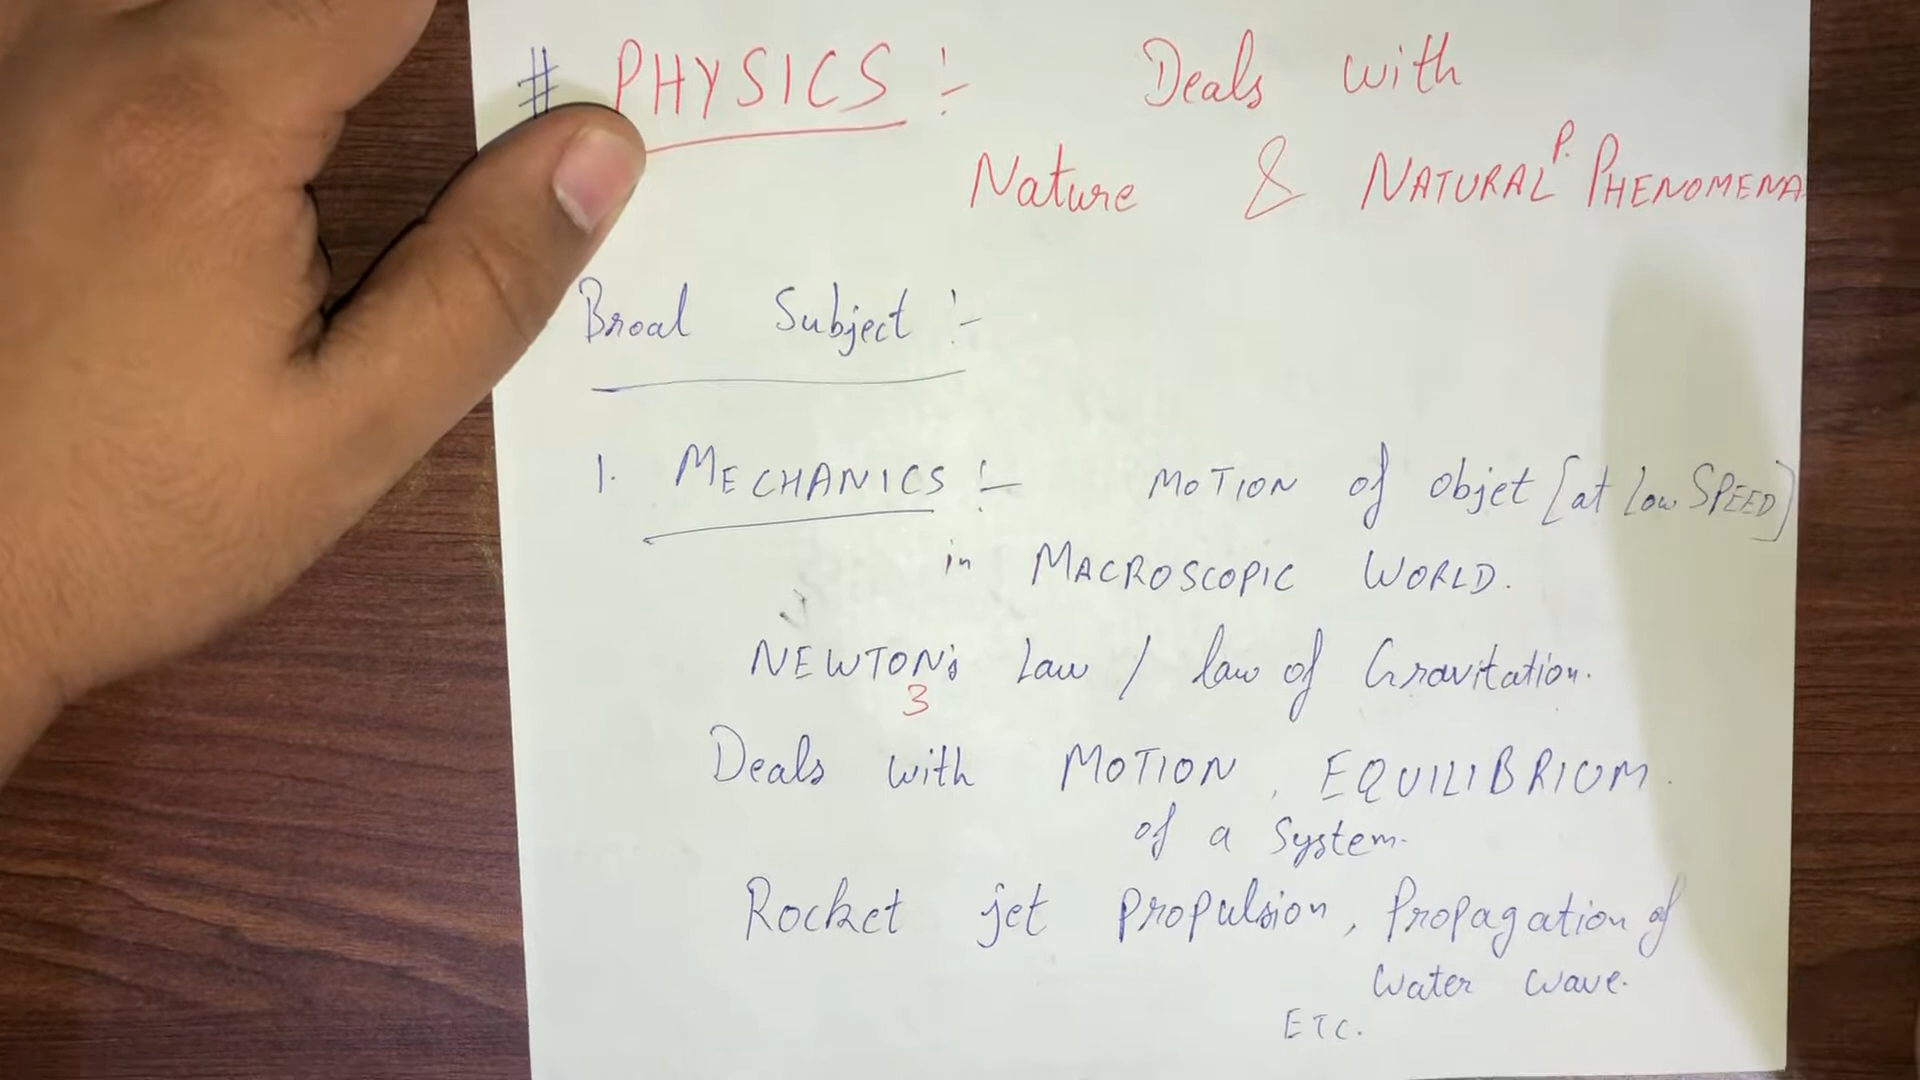 # PHYSICS :- Deals with
Nature & NATURAL P. PHENOMENA
Broal Subject :-
1. MECHANICS :- MOTION of objet [at low SPEED]
in MACROSCOPIC WORLD.
NEWTON's Law / law of Gravitation.
3
Deals with MOTION, EQUILIBRIUM.
of a System.
Rocket jet propulsion, Propagation of
water wave.
ETC.